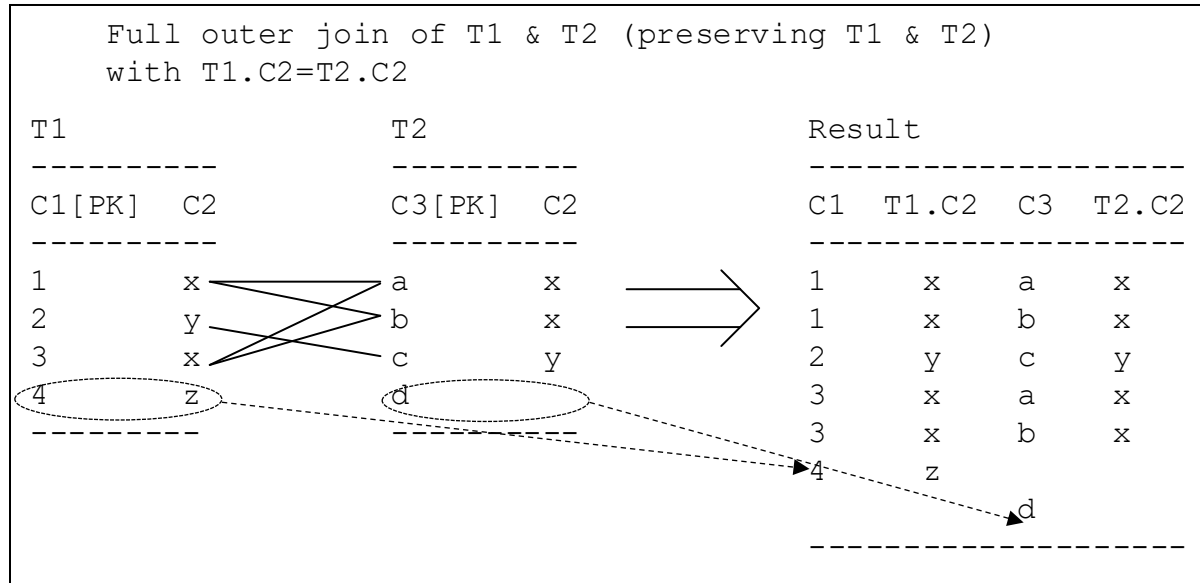 Full outer join of T1 & T2 (preserving T1 & T2)
with T1.C2=T2.C2
T1 T2 Result
---------- ---------- --------------------
C1[PK] C2 C3[PK] C2 C1 T1.C2 C3 T2.C2
---------- ---------- --------------------
1 x a x 1 x a x
2 y b x 1 x b x
3 x c y 2 y c y
4 z d 3 x a x
--------- ---------- 3 x b x
4 z
d
--------------------